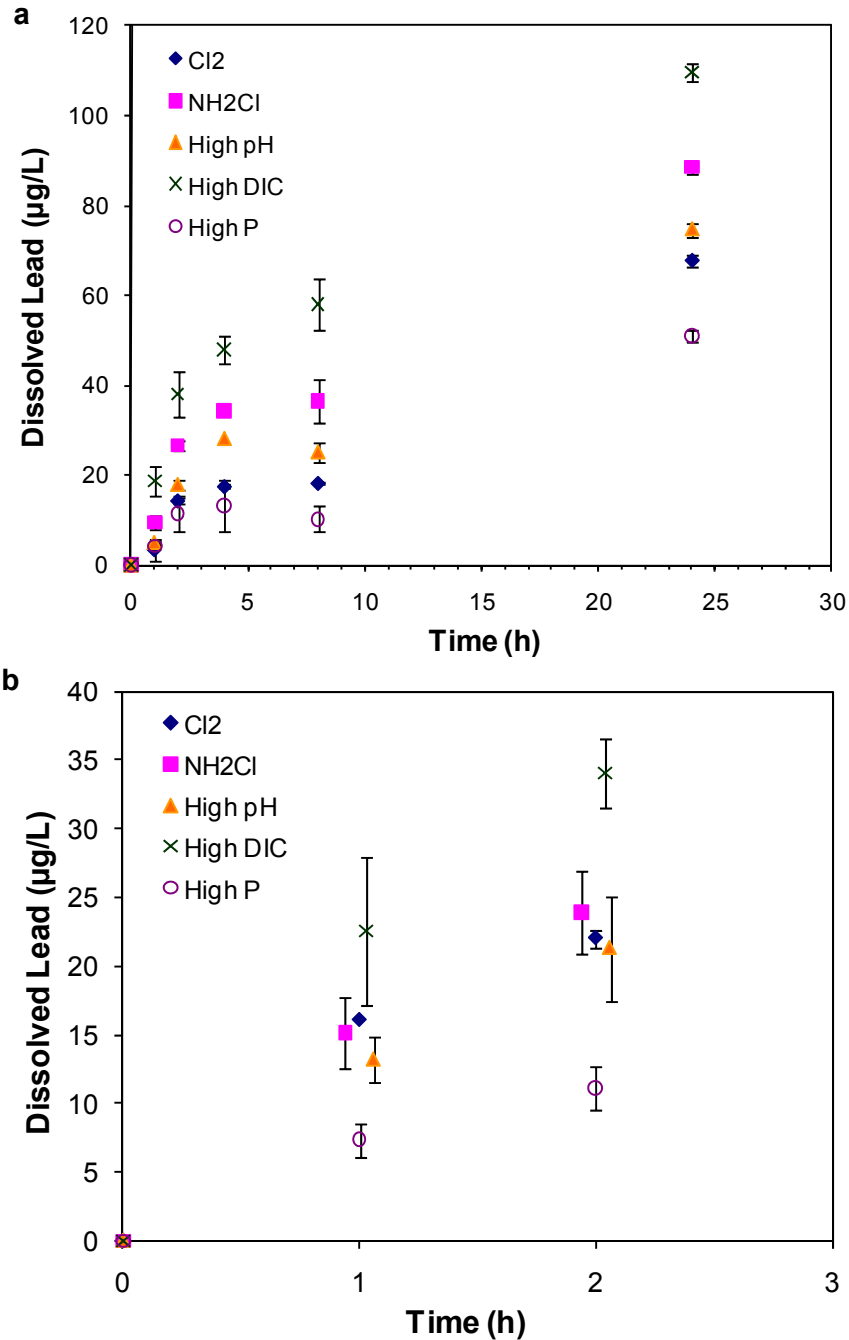 a
120
100
80
60
40
20
0
Dissolved Lead (µg/L)
Cl2
NH2Cl
High pH
High DIC
High P
0 5 10 15 20 25 30
Time (h)
b
40
35
30
25
20
15
10
5
0
Dissolved Lead (µg/L)
Cl2
NH2Cl
High pH
High DIC
High P
0 1 2 3
Time (h)